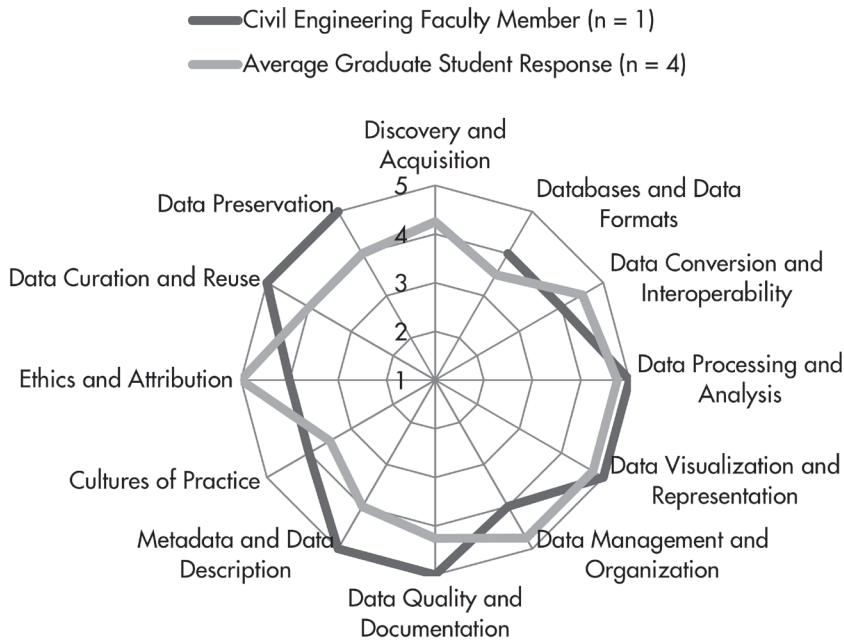 Civil Engineering Faculty Member (n = 1)
Average Graduate Student Response (n = 4)
Discovery and
Acquisition
Databases and Data
Formats
Data Conversion and
Interoperability
Data Processing and
Analysis
Data Visualization and
Representation
Data Management and
Organization
Data Quality and
Documentation
Metadata and Data
Description
Cultures of Practice
Ethics and Attribution
Data Curation and Reuse
Data Preservation
5
4
3
2
1